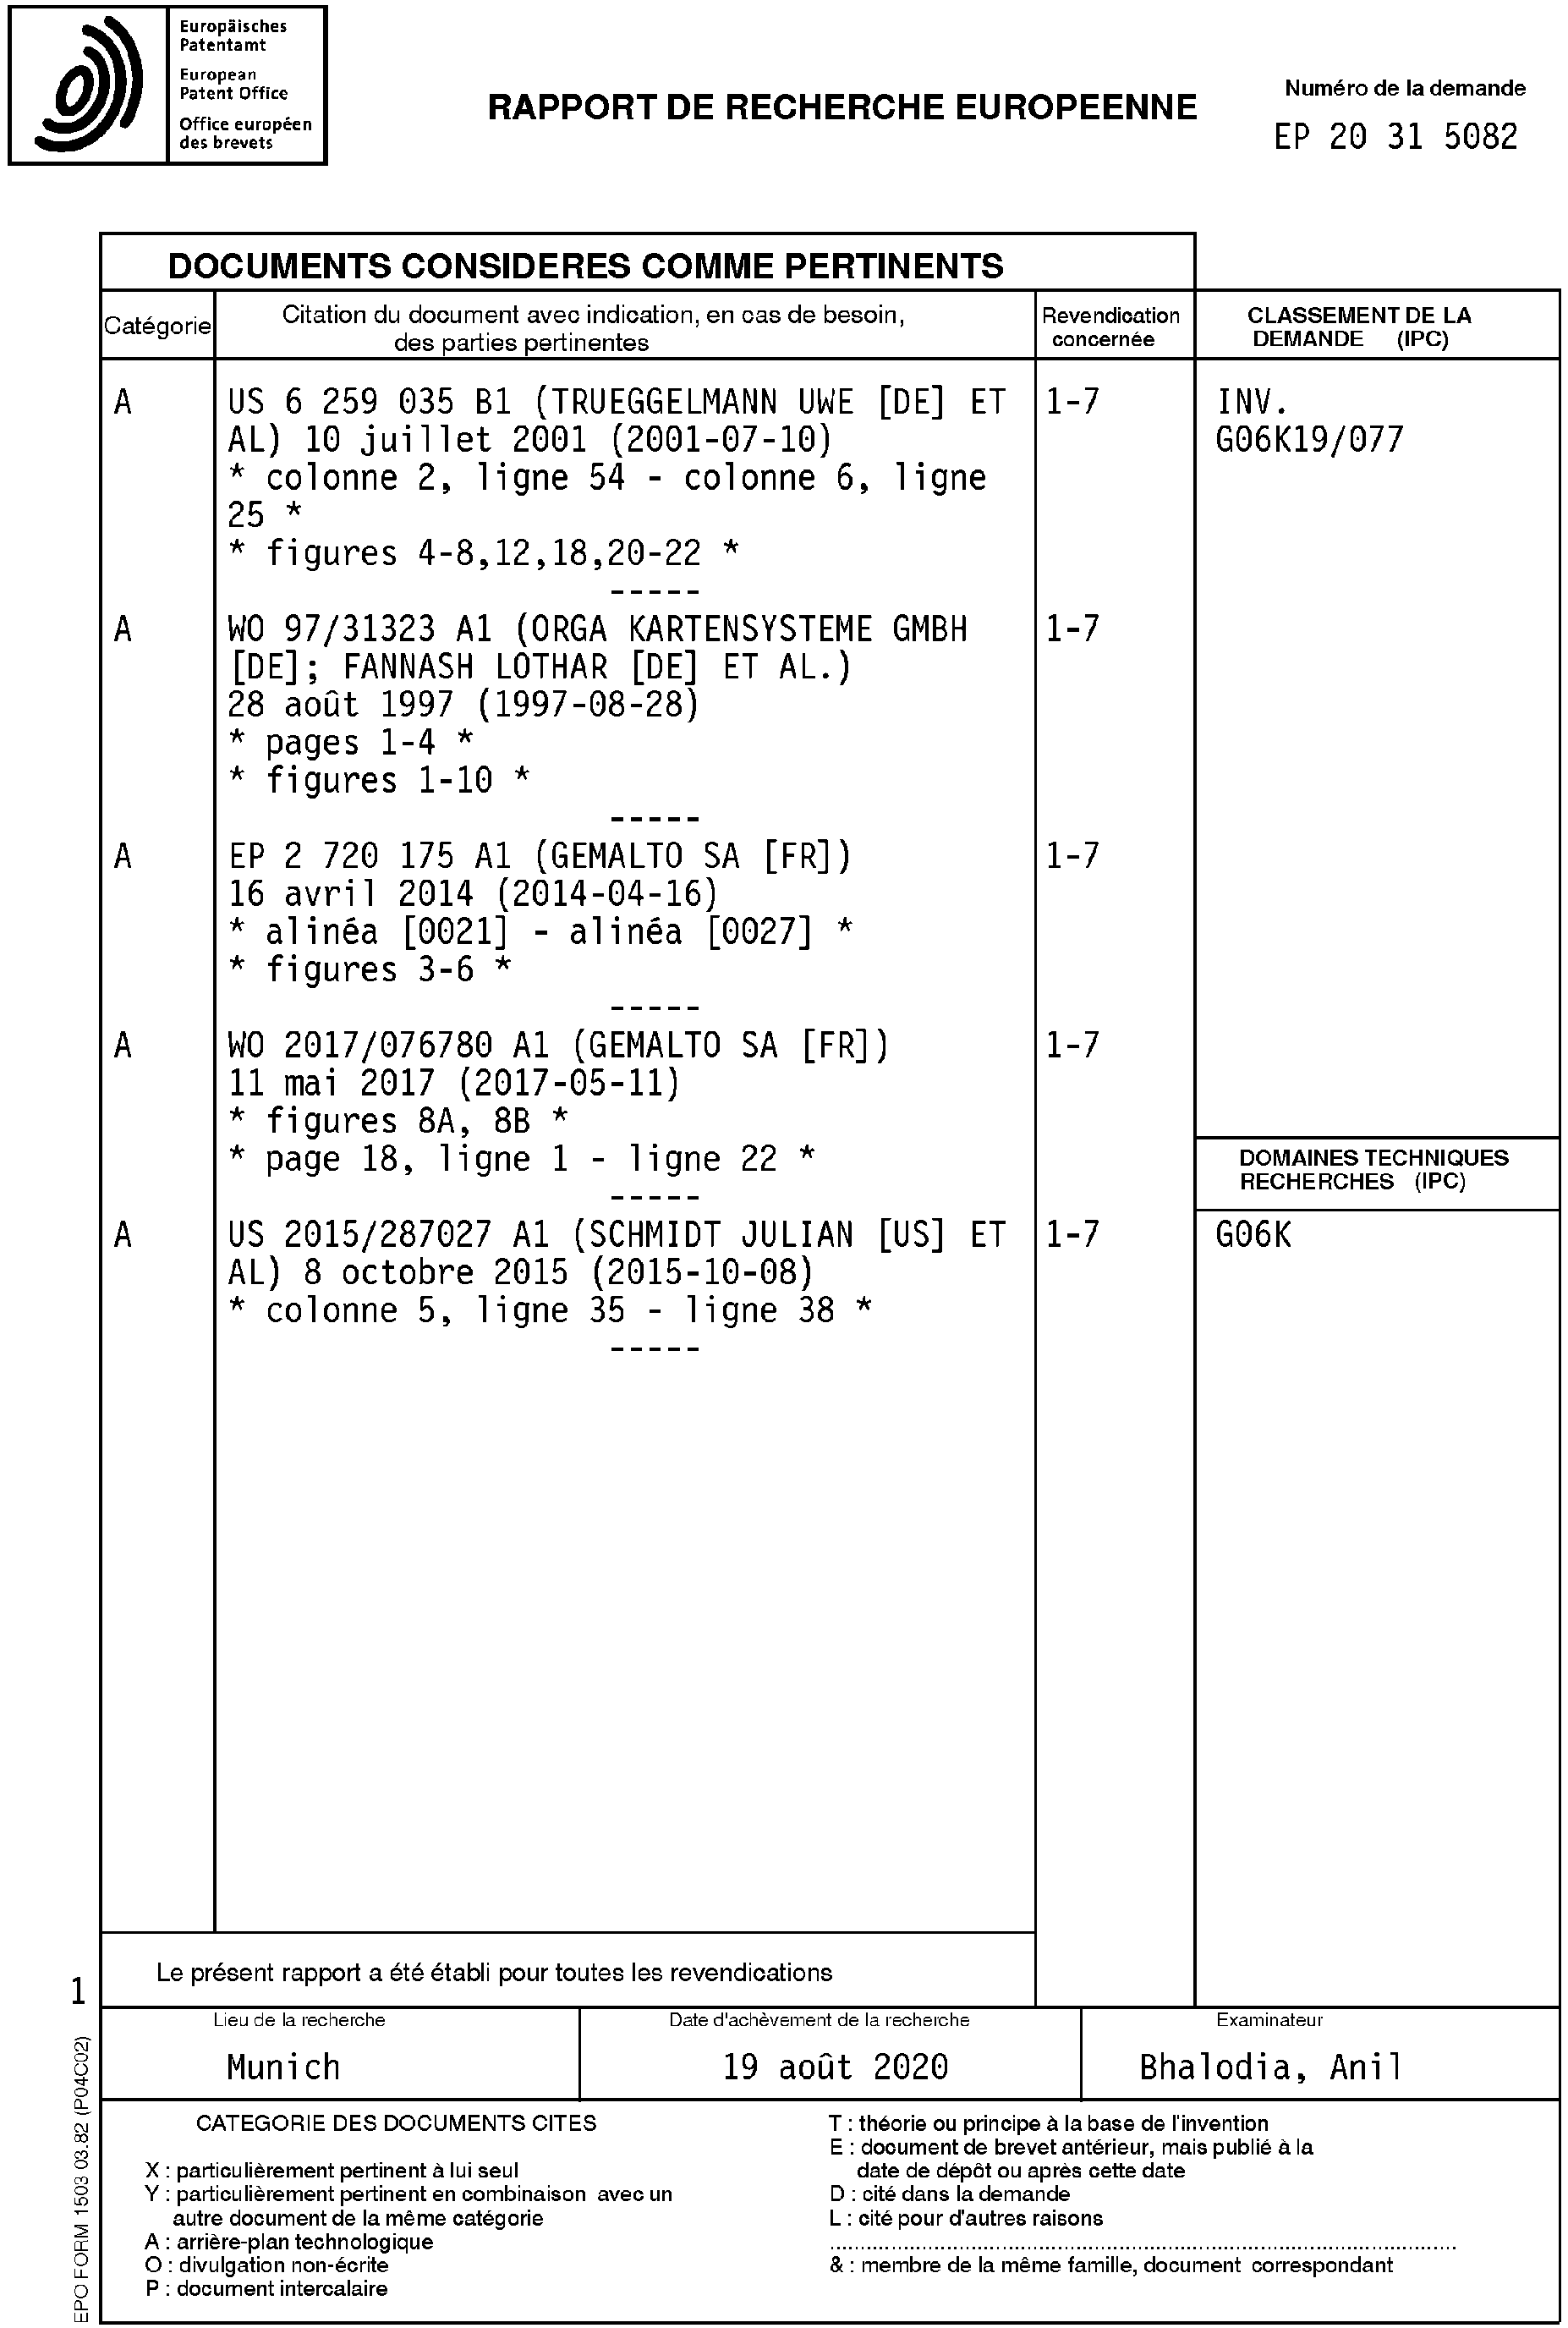 Europäisches
Patentamt
European
Patent Office
Office européen
des brevets
RAPPORT DE RECHERCHE EUROPEENNE
Numéro de la demande
EP 20 31 5082
DOCUMENTS CONSIDERES COMME PERTINENTS
Catégorie
Citation du document avec indication, en cas de besoin,
des parties pertinentes
Revendication
concernée
CLASSEMENT DE LA
DEMANDE (IPC)
A
US 6 259 035 B1 (TRUEGGELMANN UWE [DE] ET
AL) 10 juillet 2001 (2001-07-10)
* colonne 2, ligne 54 - colonne 6, ligne
25 *
* figures 4-8,12,18,20-22 *
-----
1-7
INV.
G06K19/077
A
WO 97/31323 A1 (ORGA KARTENSYSTEME GMBH
[DE]; FANNASH LOTHAR [DE] ET AL.)
28 août 1997 (1997-08-28)
* pages 1-4 *
* figures 1-10 *
-----
1-7
A
EP 2 720 175 A1 (GEMALTO SA [FR])
16 avril 2014 (2014-04-16)
* alinéa [0021] - alinéa [0027] *
* figures 3-6 *
-----
1-7
A
WO 2017/076780 A1 (GEMALTO SA [FR])
11 mai 2017 (2017-05-11)
* figures 8A, 8B *
* page 18, ligne 1 - ligne 22 *
-----
1-7
DOMAINES TECHNIQUES
RECHERCHES (IPC)
A
US 2015/287027 A1 (SCHMIDT JULIAN [US] ET
AL) 8 octobre 2015 (2015-10-08)
* colonne 5, ligne 35 - ligne 38 *
-----
1-7
G06K
Le présent rapport a été établi pour toutes les revendications
1
EPO FORM 1503 03.82 (P04C02)
Lieu de la recherche
Munich
Date d'achèvement de la recherche
19 août 2020
Examinateur
Bhalodia, Anil
CATEGORIE DES DOCUMENTS CITES
X : particulièrement pertinent à lui seul
Y : particulièrement pertinent en combinaison avec un
autre document de la même catégorie
A : arrière-plan technologique
O : divulgation non-écrite
P : document intercalaire
T : théorie ou principe à la base de l'invention
E : document de brevet antérieur, mais publié à la
date de dépôt ou après cette date
D : cité dans la demande
L : cité pour d'autres raisons
& : membre de la même famille, document correspondant